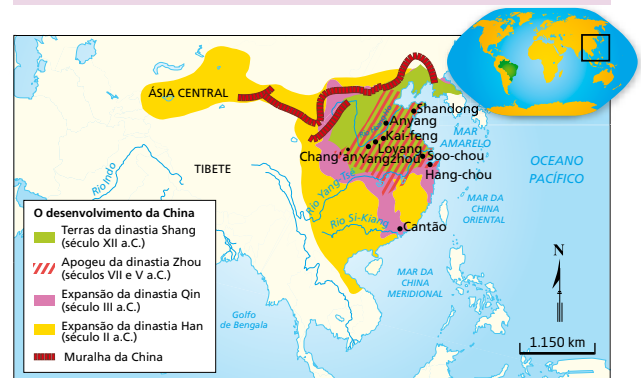 ÁSIA CENTRAL
TIBETE
Rio Indo
Shandong
Anyang
Kai-feng
Loyang
Chang'an
Yangzhou
Soo-chou
Hang-chou
Cantão
Rio Yang-Tse
Rio Si-Kiang
MAR
AMARELO
OCEANO
PACÍFICO
MAR DA
CHINA
ORIENTAL
MAR DA
CHINA
MERIDIONAL
Golfo
de Bengala
N
1.150 km
O desenvolvimento da China
Terras da dinastia Shang
(século XII a.C.)
Apogeu da dinastia Zhou
(séculos VII e V a.C.)
Expansão da dinastia Qin
(século III a.C.)
Expansão da dinastia Han
(século II a.C.)
Muralha da China